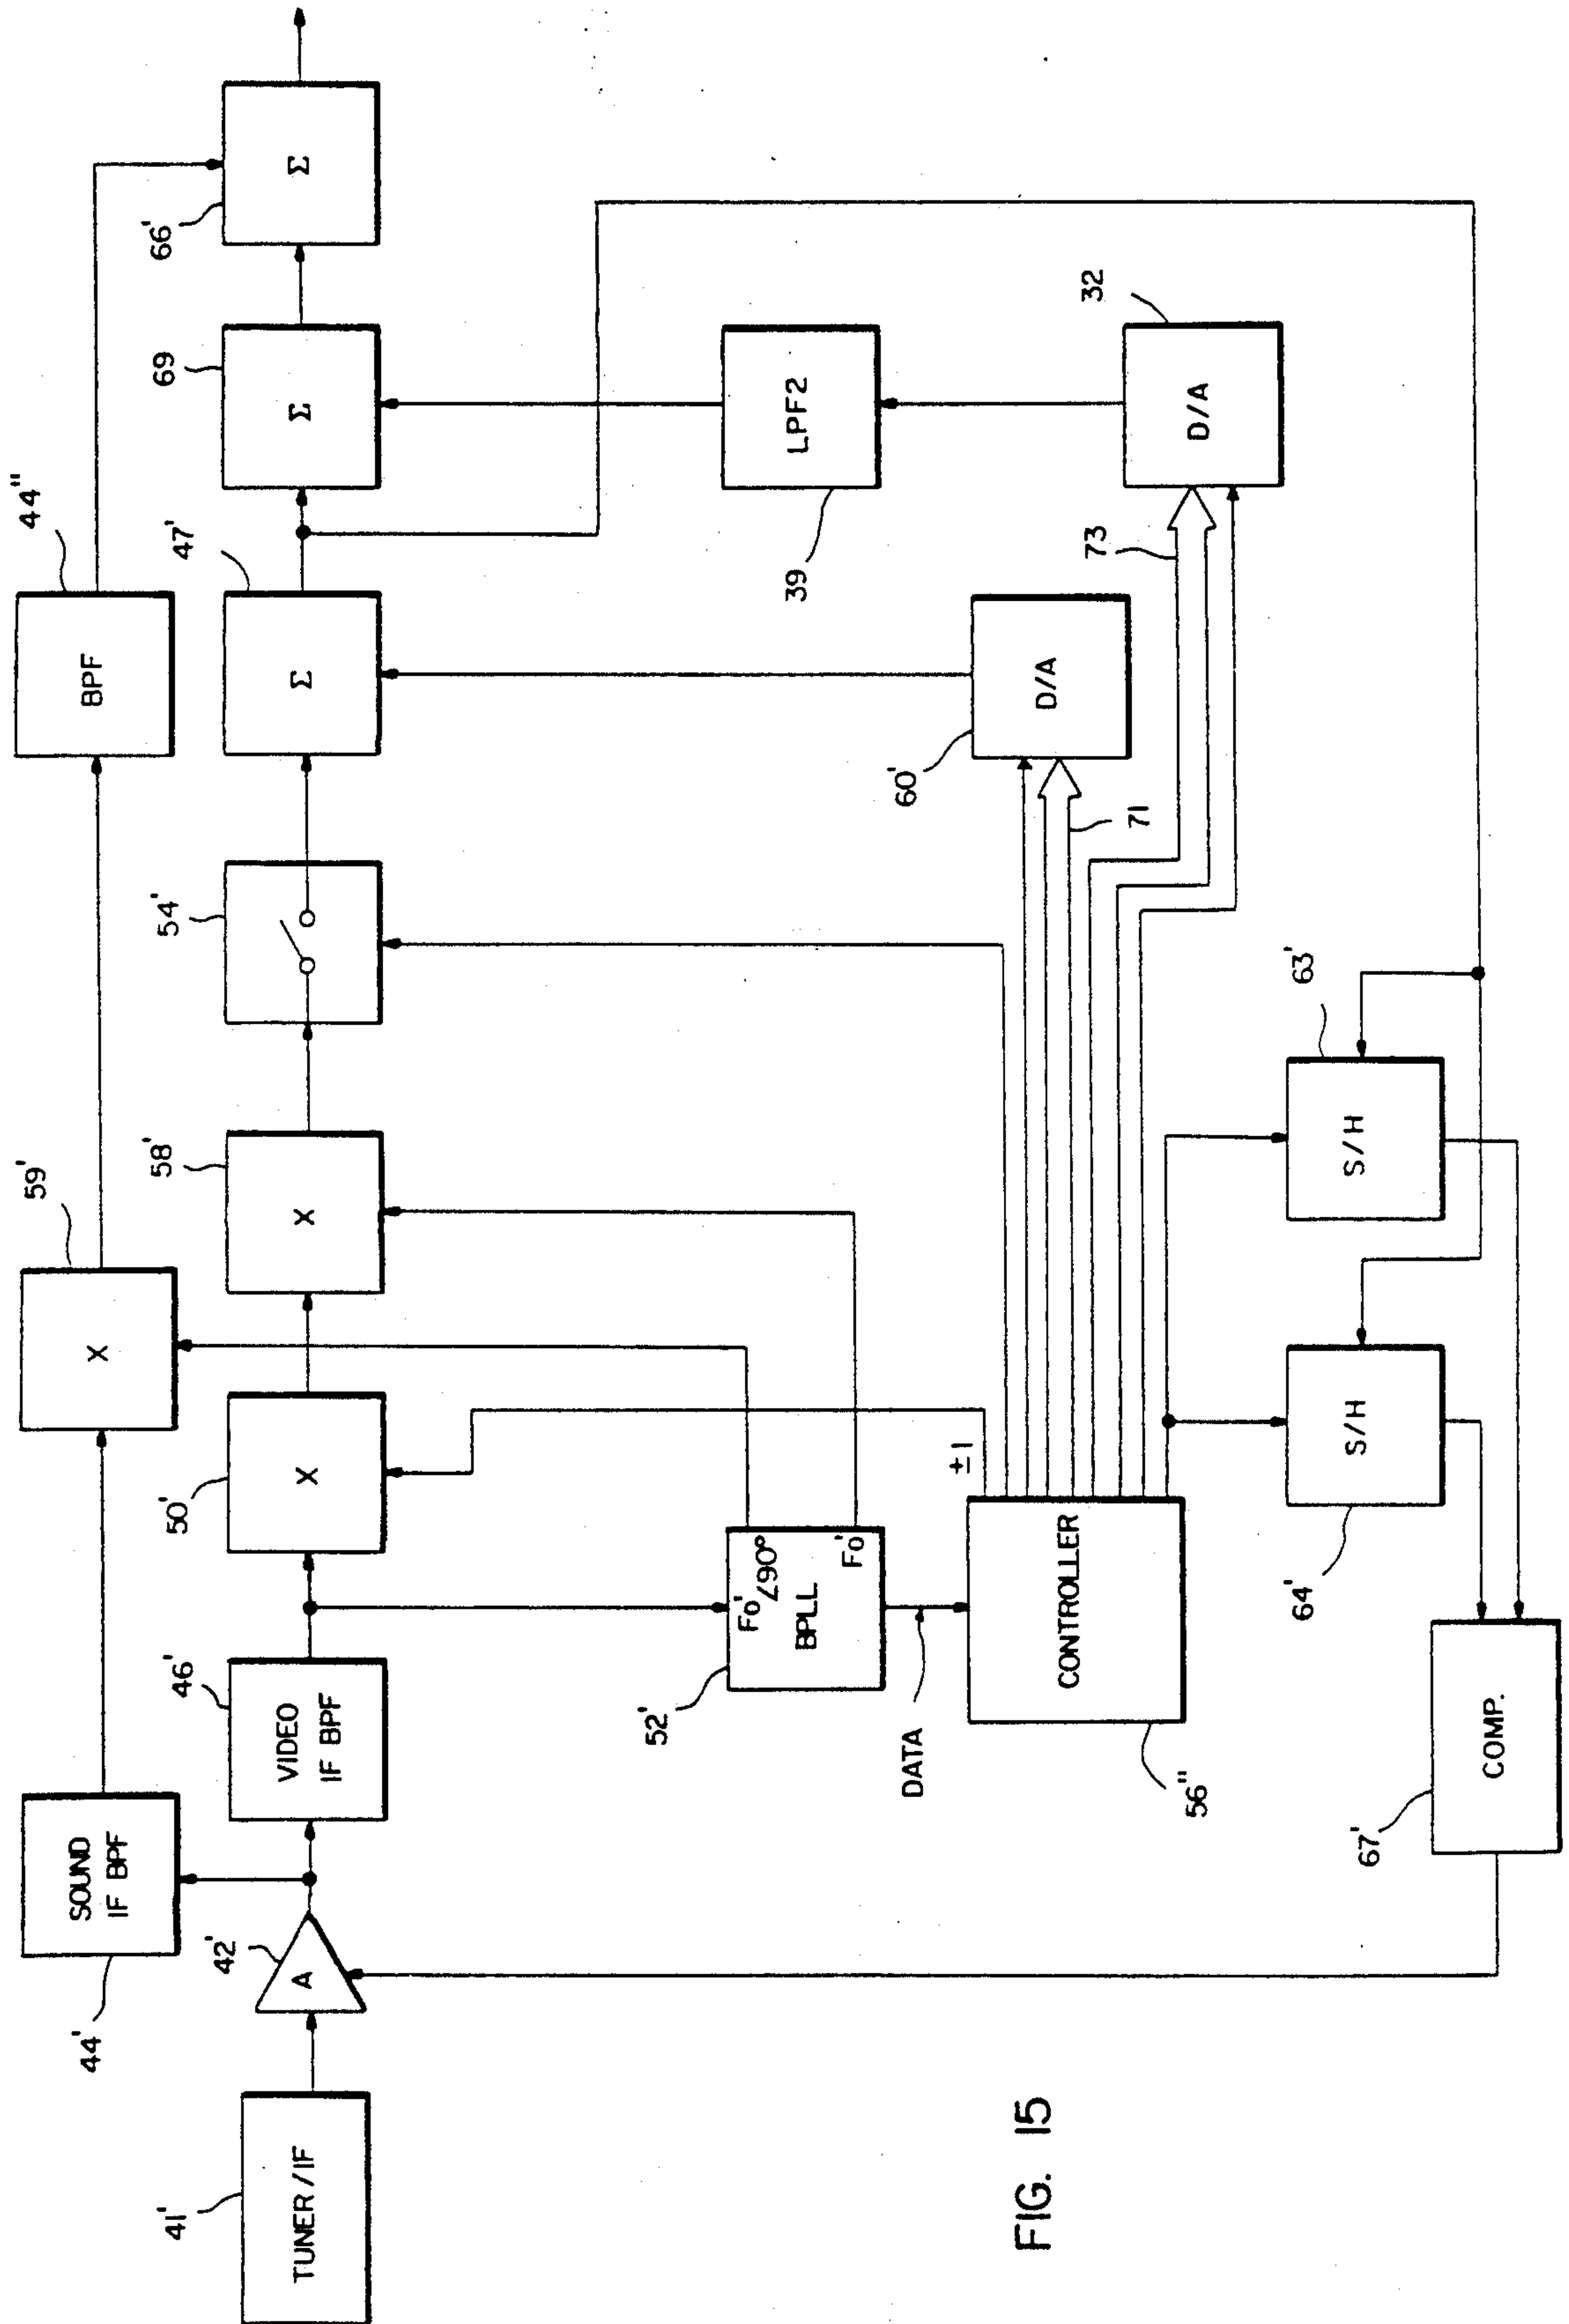 44'
SOUND
IF BPF
59'
X
44"
BPF
41'
TUNER/IF
42'
A
46'
VIDEO
IF BPF
50'
X
58'
X
54'
47'
Σ
69
Σ
66'
Σ
52'
Fo'
∠90°
BPLL
Fo'
±1
39
LPF2
DATA
CONTROLLER
56"
60'
D/A
71
73
32
D/A
64'
S/H
63'
S/H
67'
COMP.
FIG. 15